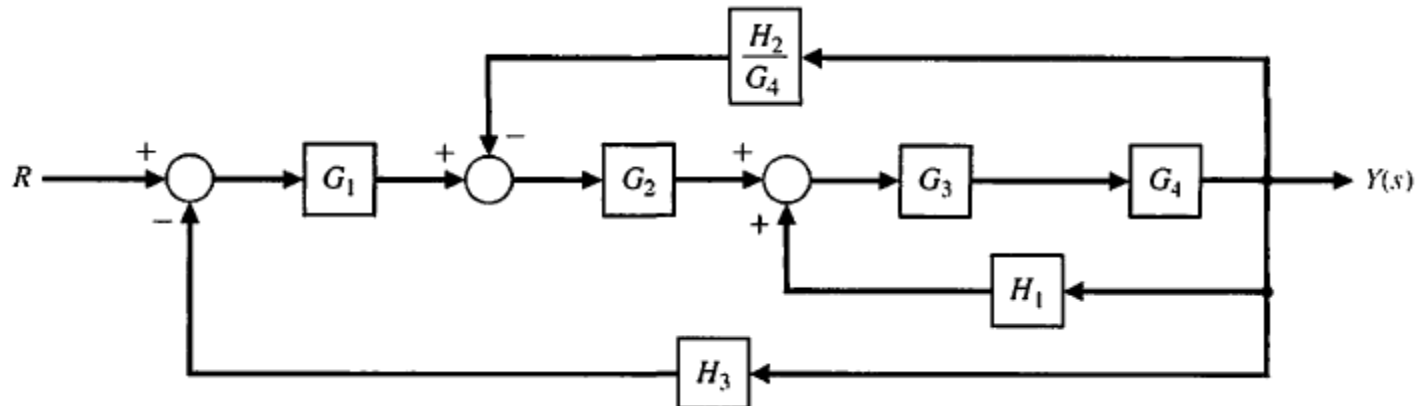 H₂
G₄
+
−
+
+
R
G₁
G₂
G₃
G₄
Y(s)
−
+
H₁
H₃